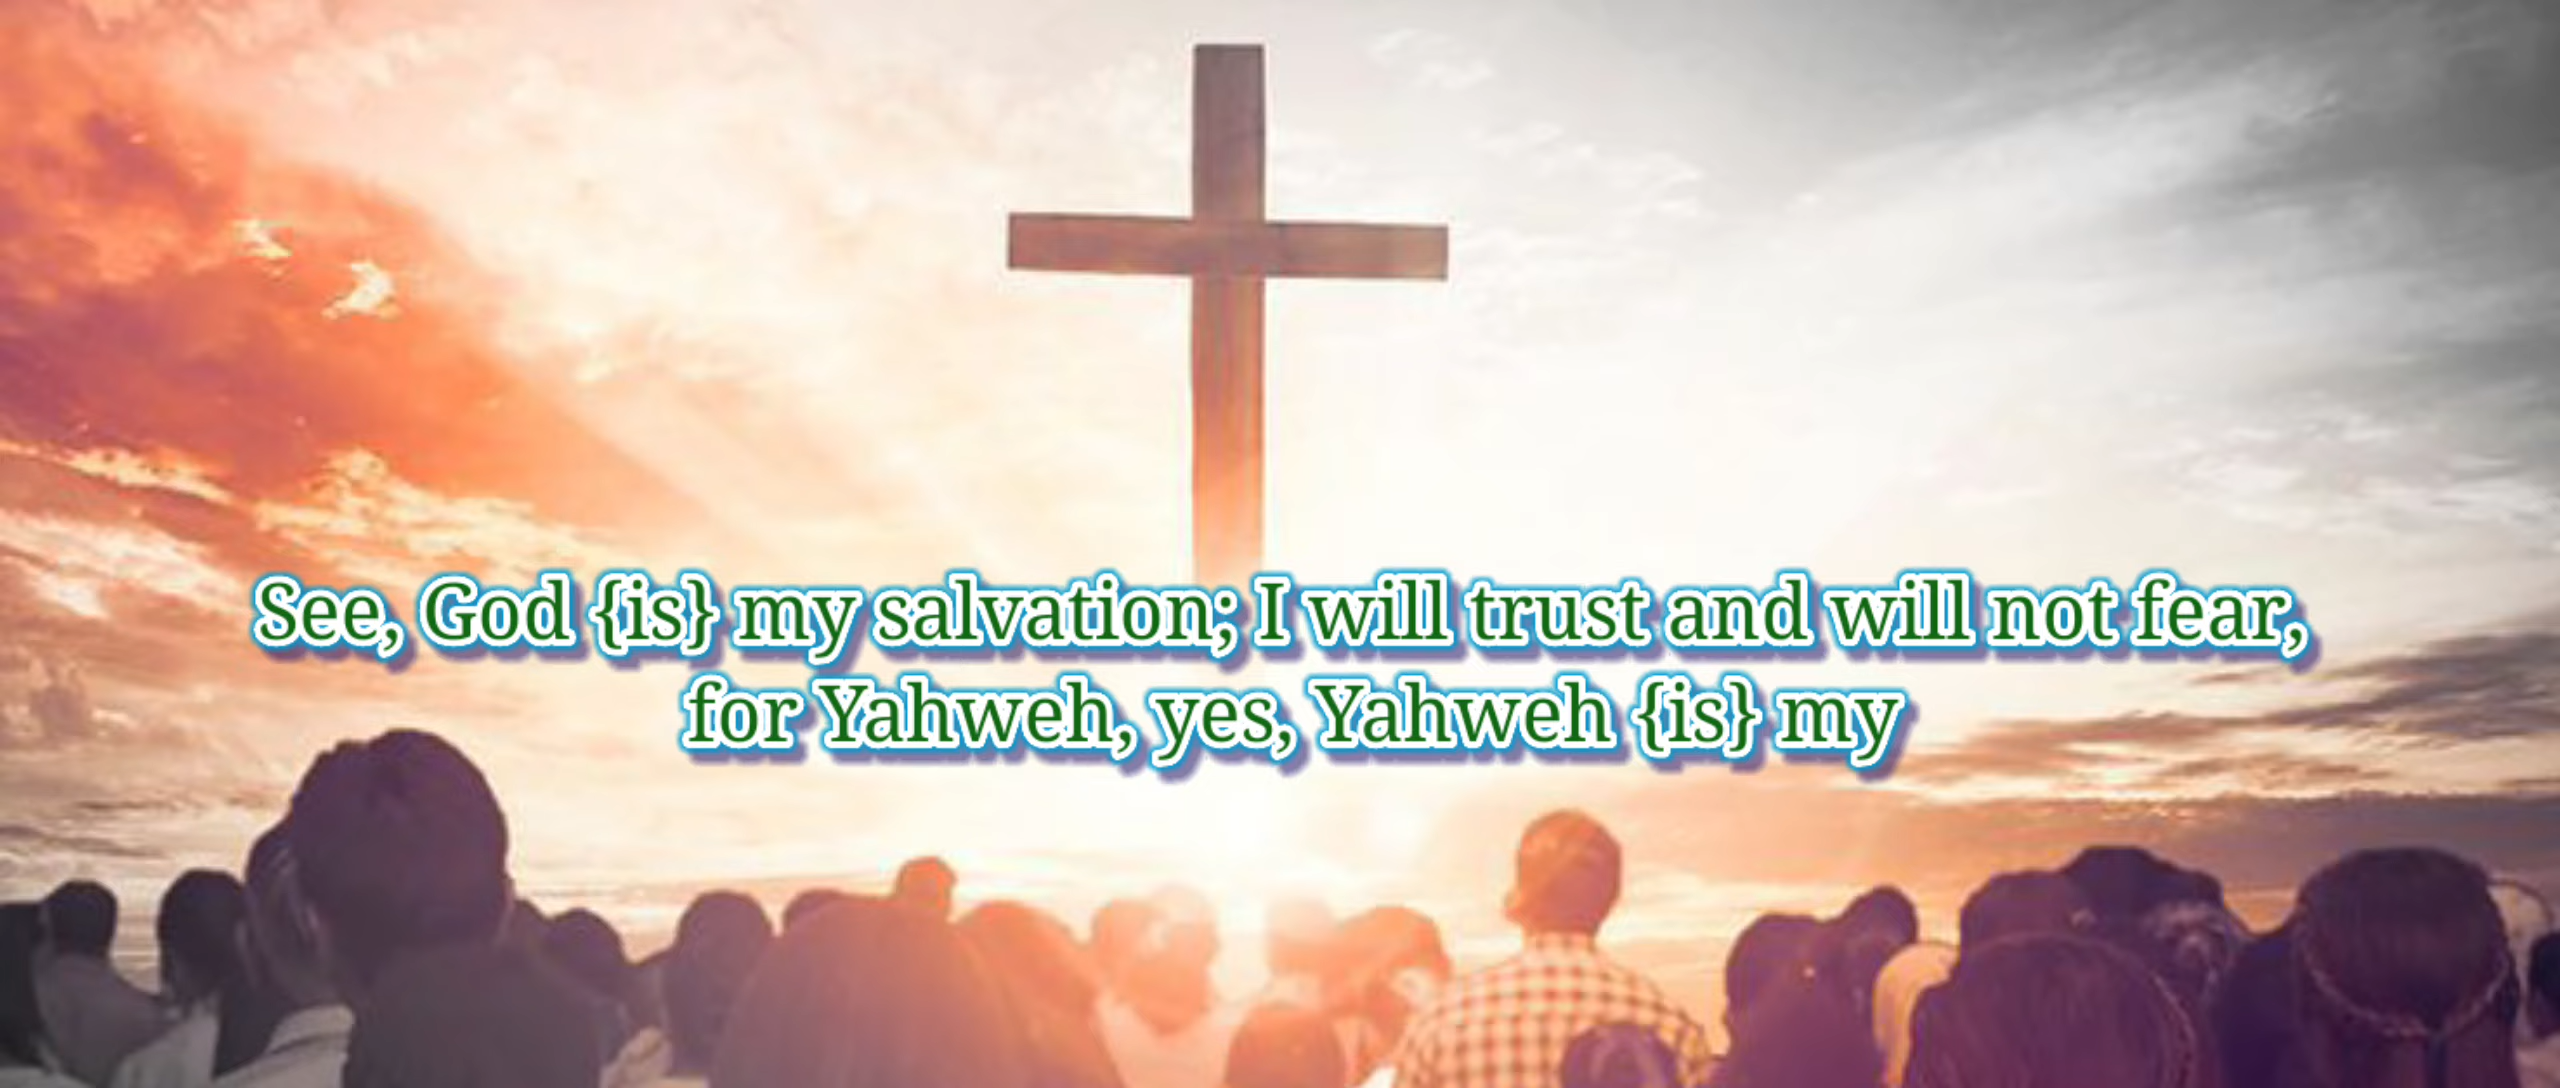 See, God {is} my salvation; I will trust and will not fear,
for Yahweh, yes, Yahweh {is} my